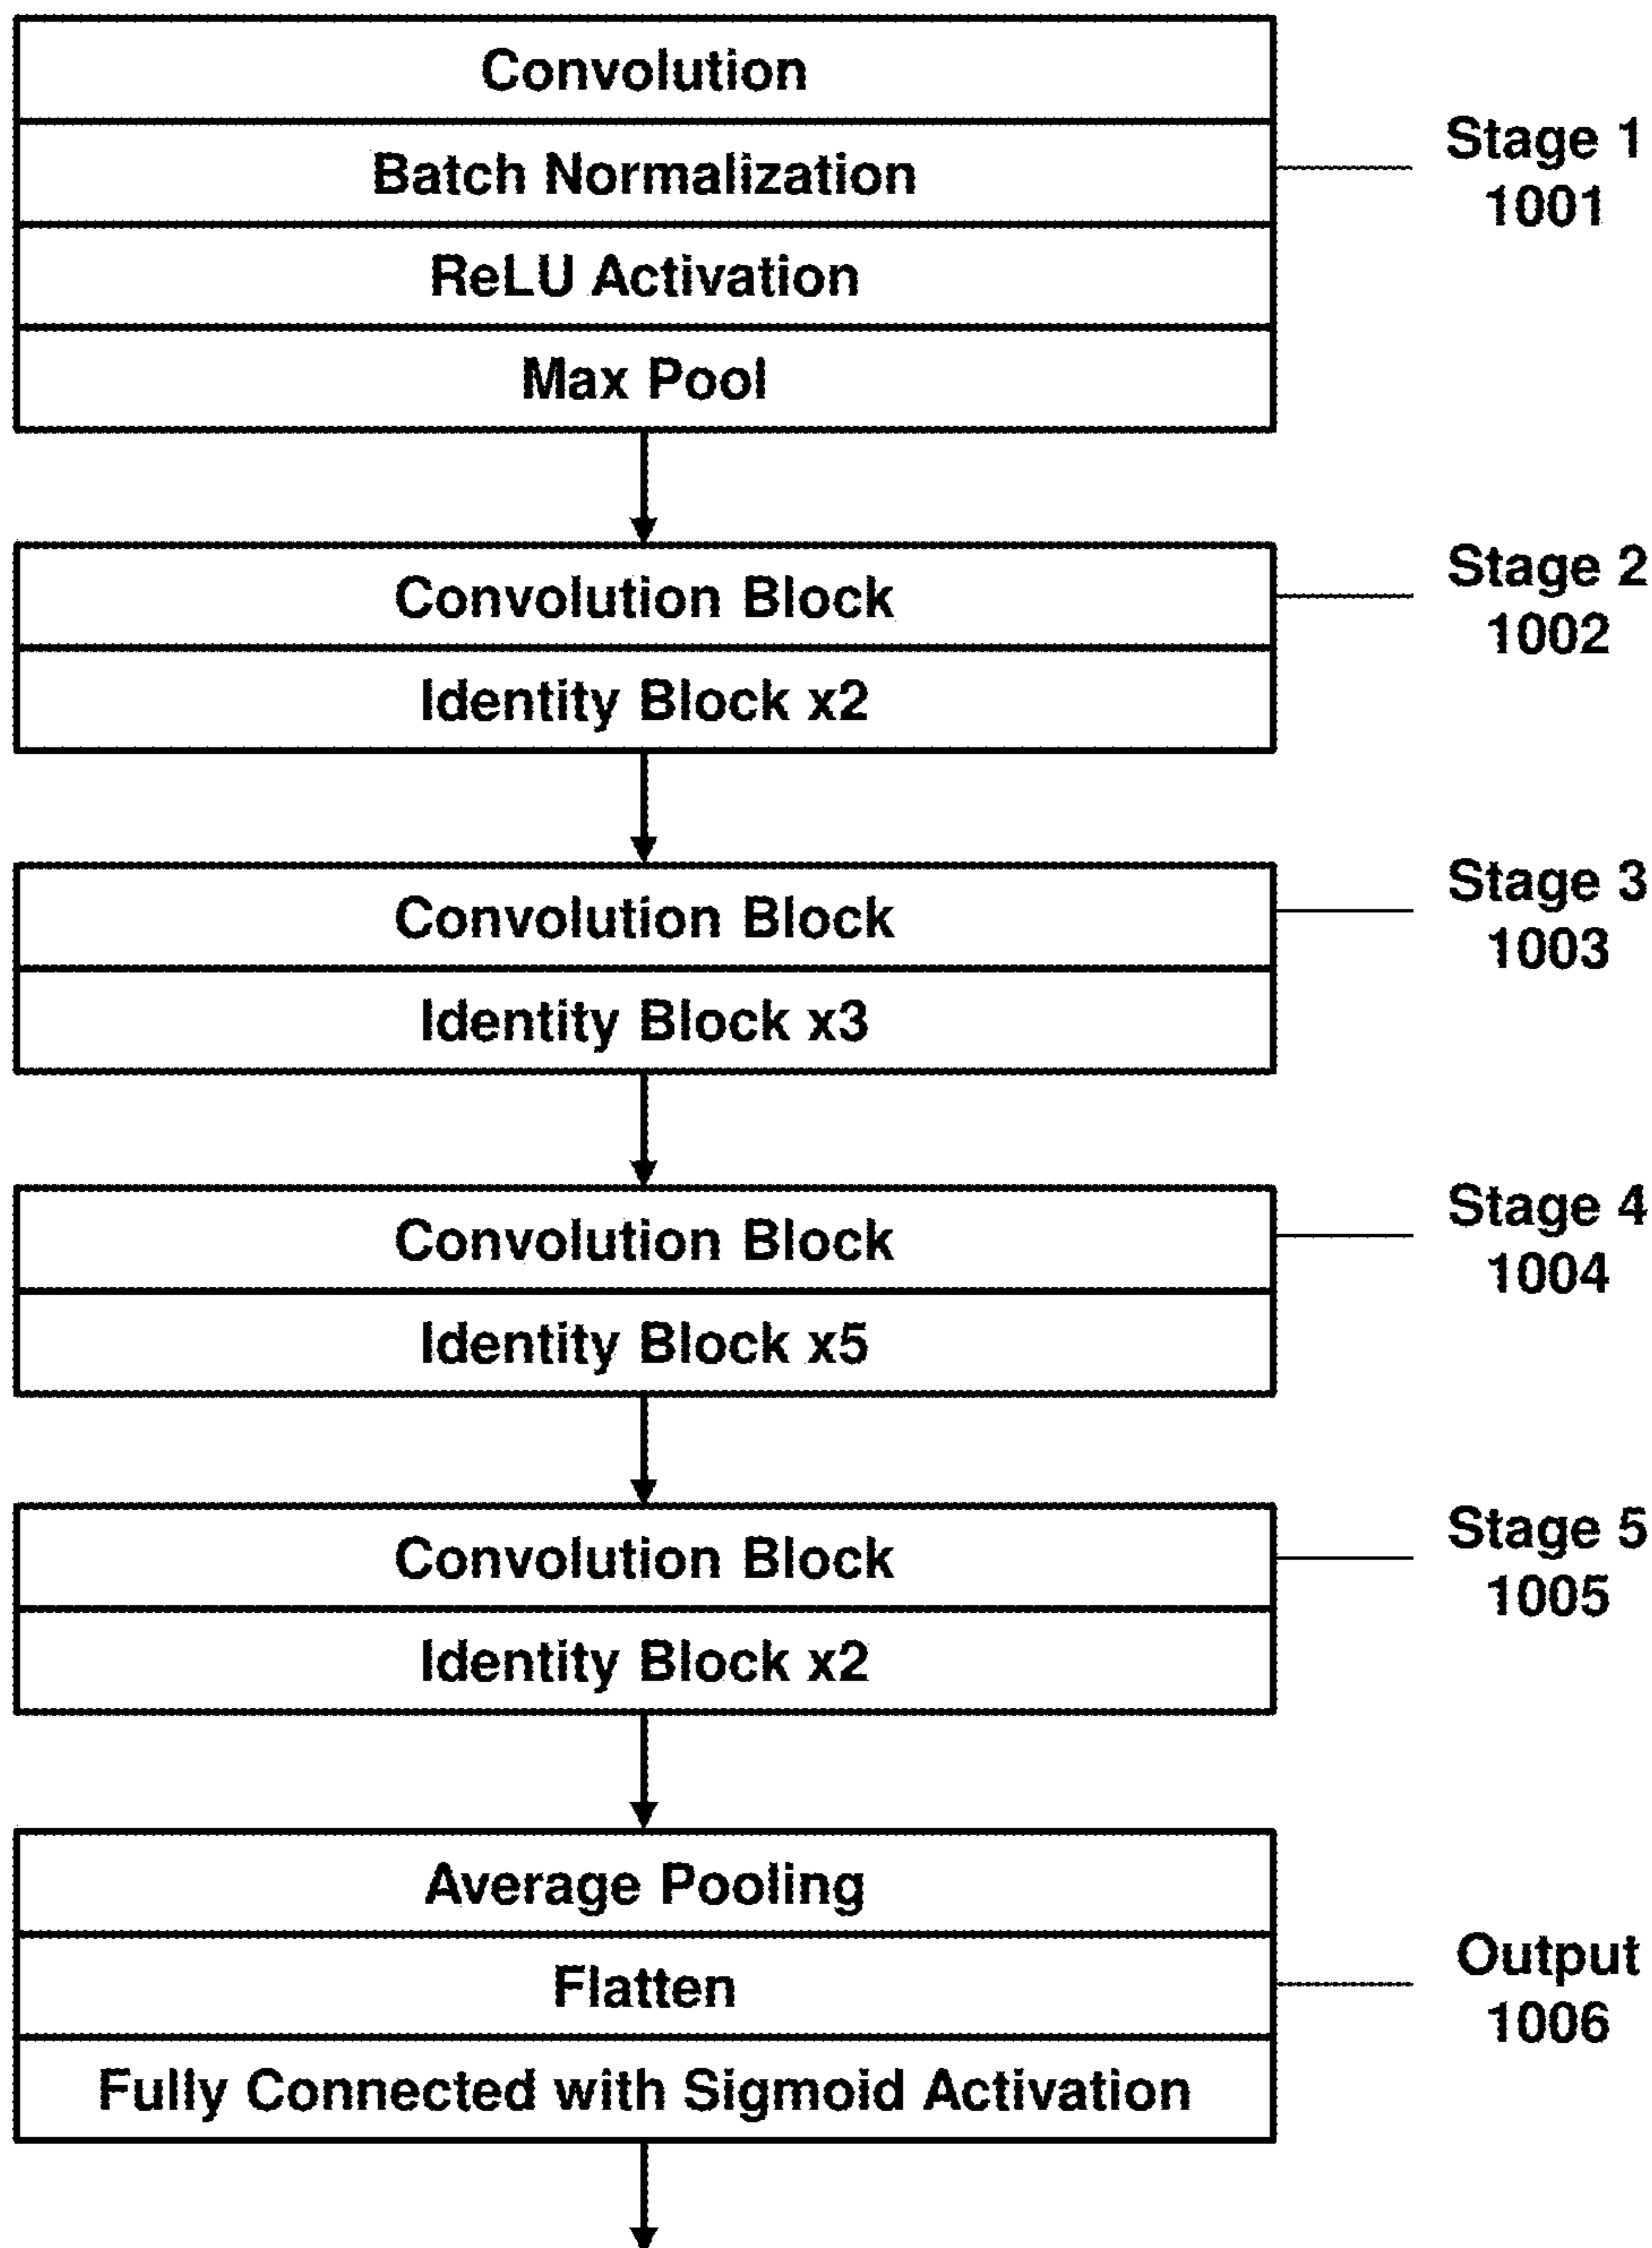 Convolution
Batch Normalization
ReLU Activation
Max Pool
Stage 1
1001
Convolution Block
Identity Block x2
Stage 2
1002
Convolution Block
Identity Block x3
Stage 3
1003
Convolution Block
Identity Block x5
Stage 4
1004
Convolution Block
Identity Block x2
Stage 5
1005
Average Pooling
Flatten
Fully Connected with Sigmoid Activation
Output
1006